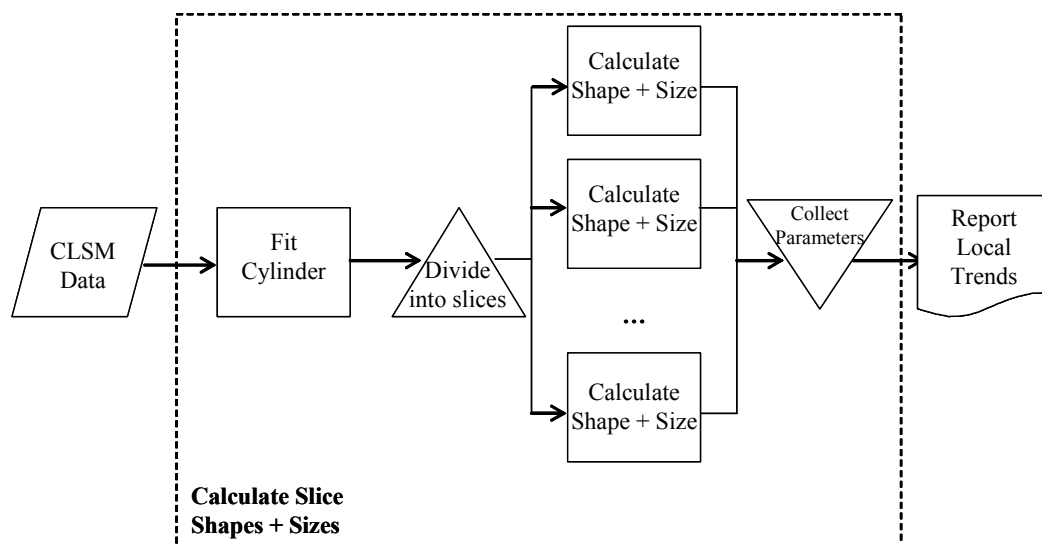 CLSM
Data
Fit
Cylinder
Divide
into slices
Calculate
Shape + Size
Calculate
Shape + Size
...
Calculate
Shape + Size
Collect
Parameters
Report
Local
Trends
Calculate Slice
Shapes + Sizes